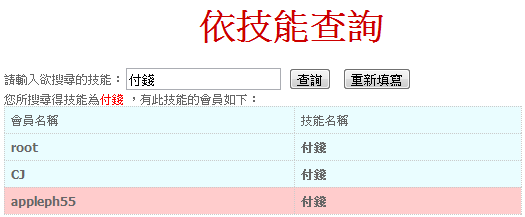 依技能查詢
請輸入欲搜尋的技能：付錢 查詢 重新填寫
您所搜尋得技能為付錢 ，有此技能的會員如下：
會員名稱 技能名稱
root 付錢
CJ 付錢
appleph55 付錢